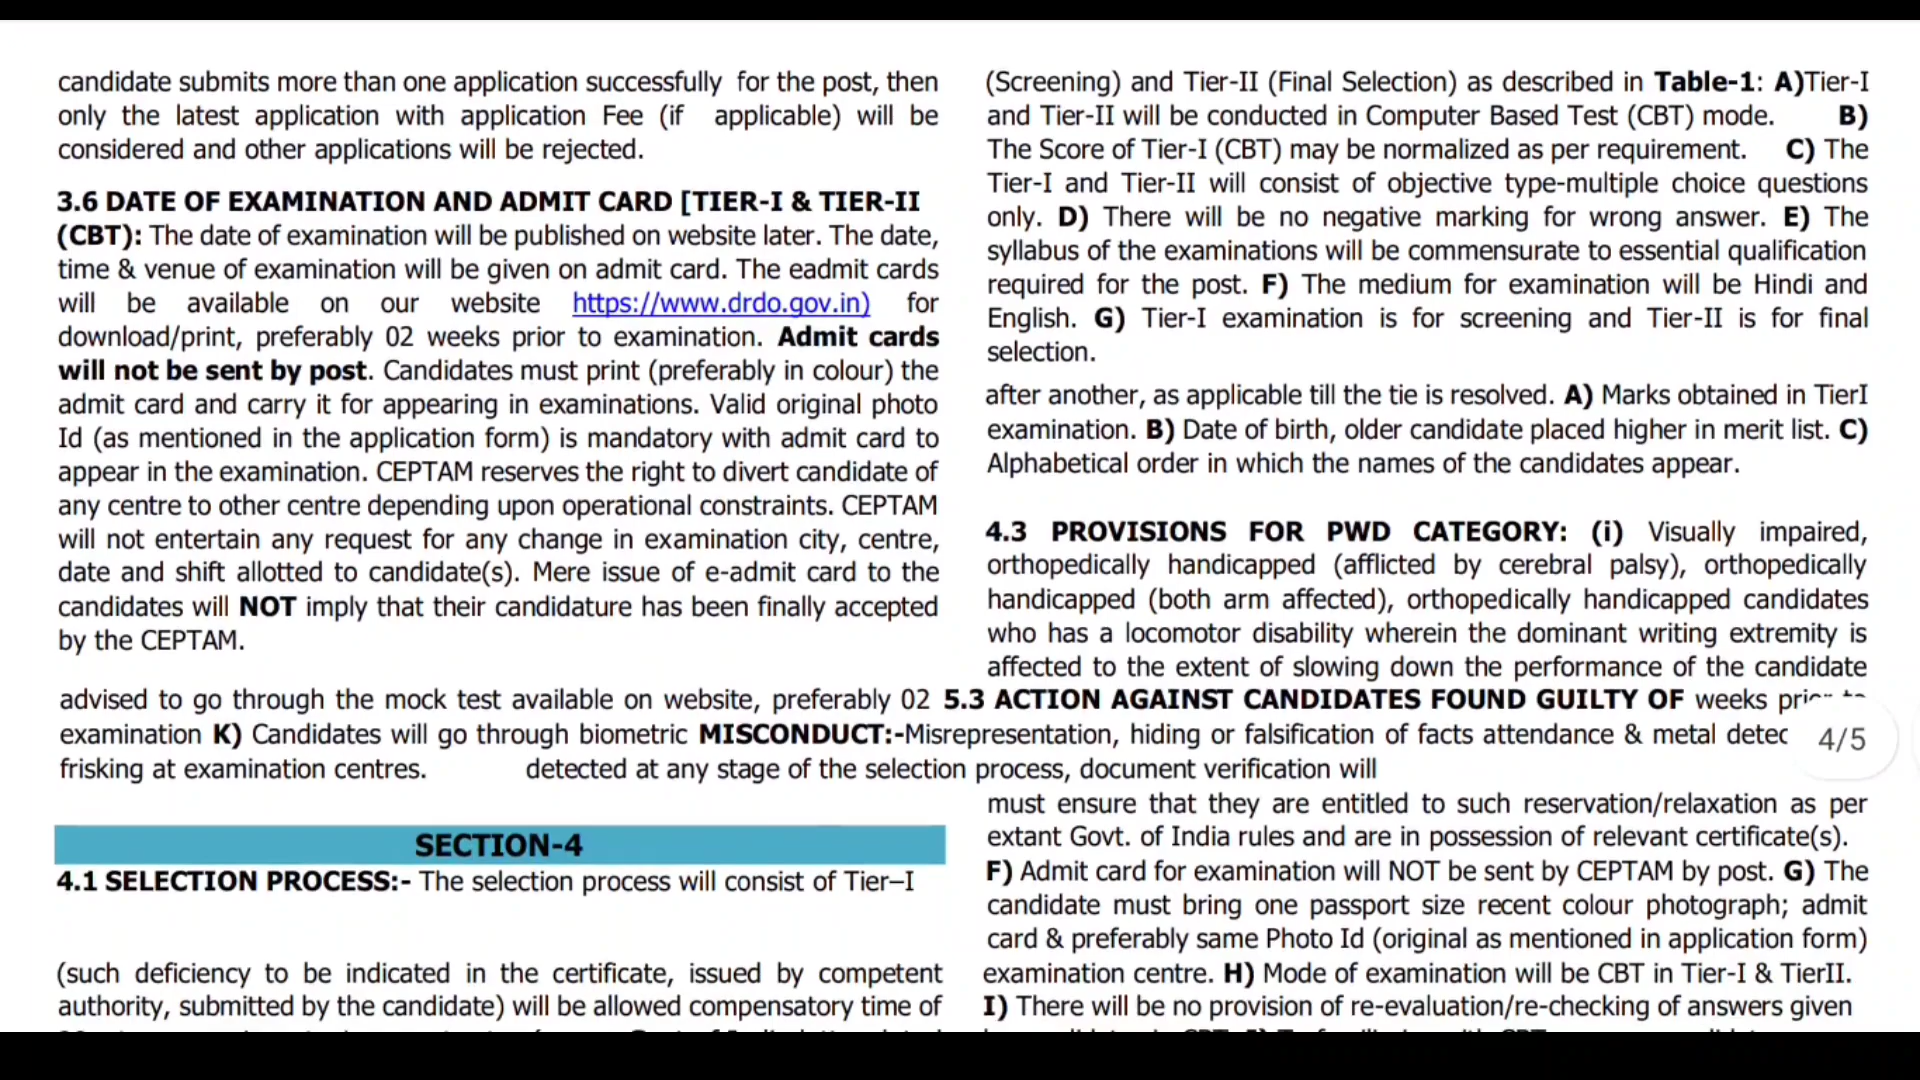 candidate submits more than one application successfully for the post, then
only the latest application with application Fee (if applicable) will be
considered and other applications will be rejected.
3.6 DATE OF EXAMINATION AND ADMIT CARD [TIER-I & TIER-II
(CBT): The date of examination will be published on website later. The date,
time & venue of examination will be given on admit card. The eadmit cards
will be available on our website https://www.drdo.gov.in) for
download/print, preferably 02 weeks prior to examination. Admit cards
will not be sent by post. Candidates must print (preferably in colour) the
admit card and carry it for appearing in examinations. Valid original photo
Id (as mentioned in the application form) is mandatory with admit card to
appear in the examination. CEPTAM reserves the right to divert candidate of
any centre to other centre depending upon operational constraints. CEPTAM
will not entertain any request for any change in examination city, centre,
date and shift allotted to candidate(s). Mere issue of e-admit card to the
candidates will NOT imply that their candidature has been finally accepted
by the CEPTAM.
(Screening) and Tier-II (Final Selection) as described in Table-1: A)Tier-I
and Tier-II will be conducted in Computer Based Test (CBT) mode. B)
The Score of Tier-I (CBT) may be normalized as per requirement. C) The
Tier-I and Tier-II will consist of objective type-multiple choice questions
only. D) There will be no negative marking for wrong answer. E) The
syllabus of the examinations will be commensurate to essential qualification
required for the post. F) The medium for examination will be Hindi and
English. G) Tier-I examination is for screening and Tier-II is for final
selection.
after another, as applicable till the tie is resolved. A) Marks obtained in TierI
examination. B) Date of birth, older candidate placed higher in merit list. C)
Alphabetical order in which the names of the candidates appear.
4.3 PROVISIONS FOR PWD CATEGORY: (i) Visually impaired,
orthopedically handicapped (afflicted by cerebral palsy), orthopedically
handicapped (both arm affected), orthopedically handicapped candidates
who has a locomotor disability wherein the dominant writing extremity is
affected to the extent of slowing down the performance of the candidate
advised to go through the mock test available on website, preferably 02 5.3 ACTION AGAINST CANDIDATES FOUND GUILTY OF weeks
examination K) Candidates will go through biometric MISCONDUCT:-Misrepresentation, hiding or falsification of facts attendance & metal
frisking at examination centres. detected at any stage of the selection process, document verification will
4/5
SECTION-4
4.1 SELECTION PROCESS:- The selection process will consist of Tier–I
(such deficiency to be indicated in the certificate, issued by competent
authority, submitted by the candidate) will be allowed compensatory time of
must ensure that they are entitled to such reservation/relaxation as per
extant Govt. of India rules and are in possession of relevant certificate(s).
F) Admit card for examination will NOT be sent by CEPTAM by post. G) The
candidate must bring one passport size recent colour photograph; admit
card & preferably same Photo Id (original as mentioned in application form)
examination centre. H) Mode of examination will be CBT in Tier-I & TierII.
I) There will be no provision of re-evaluation/re-checking of answers given